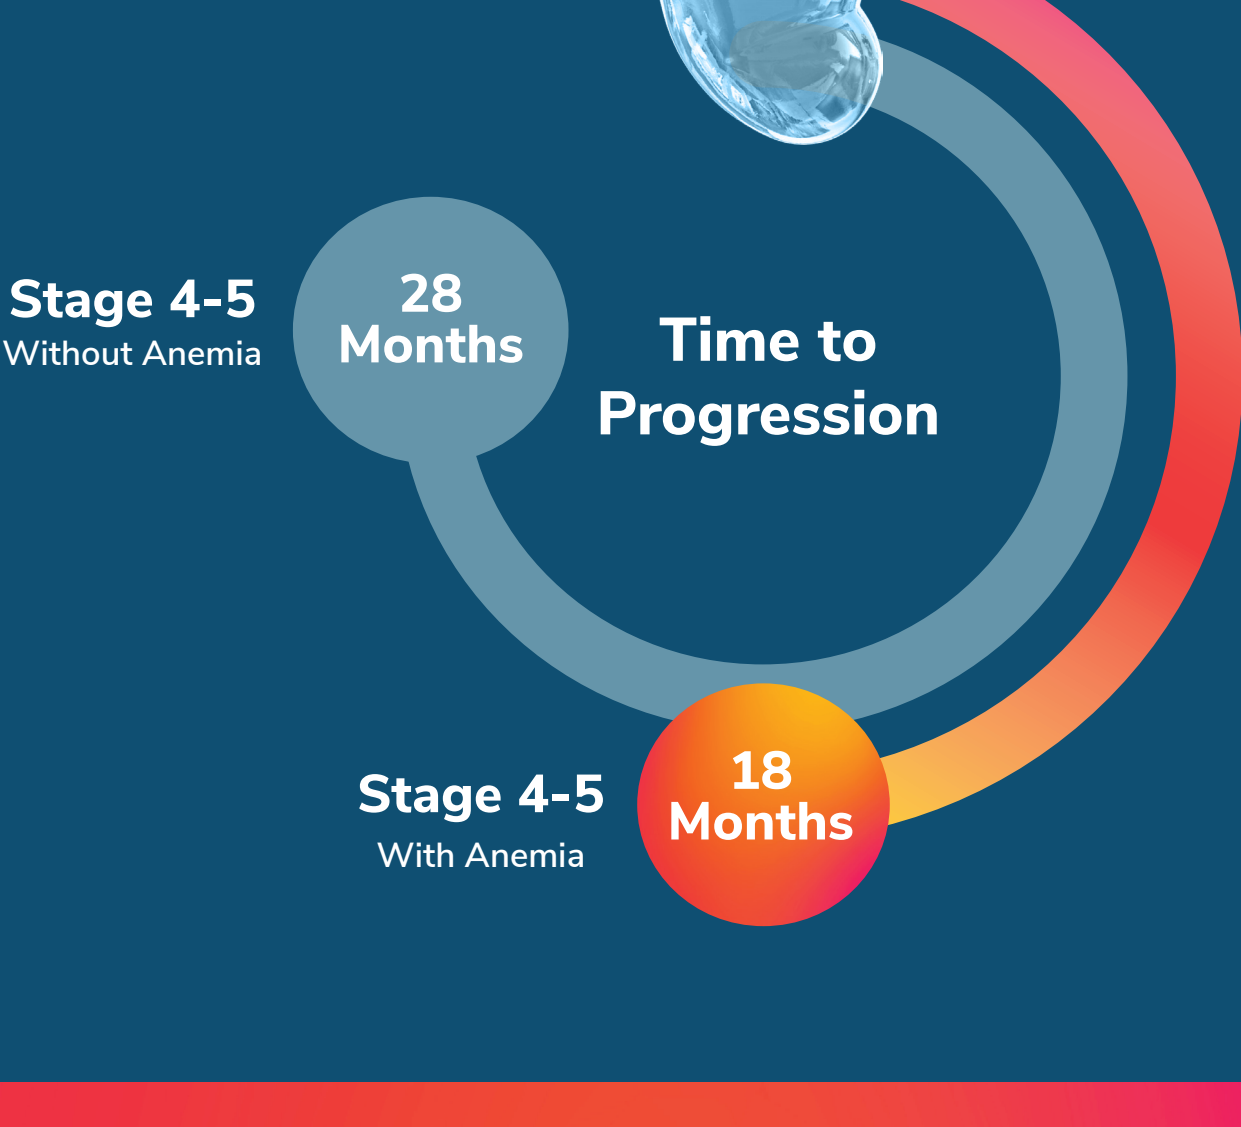 Stage 4-5
Without Anemia
28
Months
Time to
Progression
Stage 4-5
With Anemia
18
Months